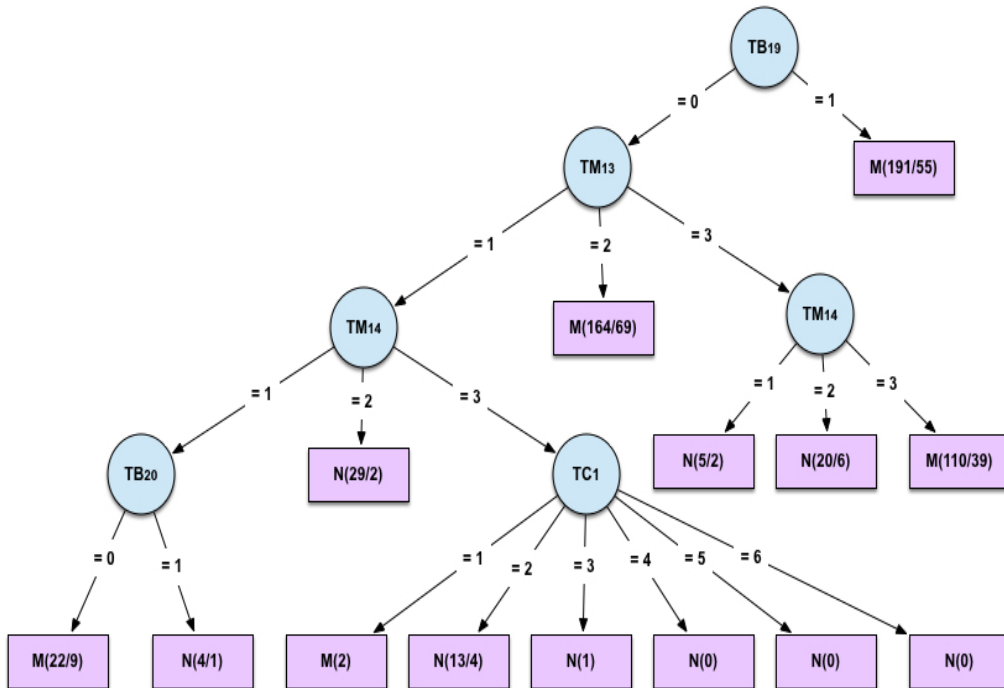 TB19
= 0
= 1
TM13
M(191/55)
= 1
= 2
= 3
TM14
M(164/69)
TM14
= 1
= 2
= 3
= 1
= 2
= 3
TB20
N(29/2)
TC1
N(5/2)
N(20/6)
M(110/39)
= 0
= 1
= 1
= 2
= 3
= 4
= 5
= 6
M(22/9)
N(4/1)
M(2)
N(13/4)
N(1)
N(0)
N(0)
N(0)